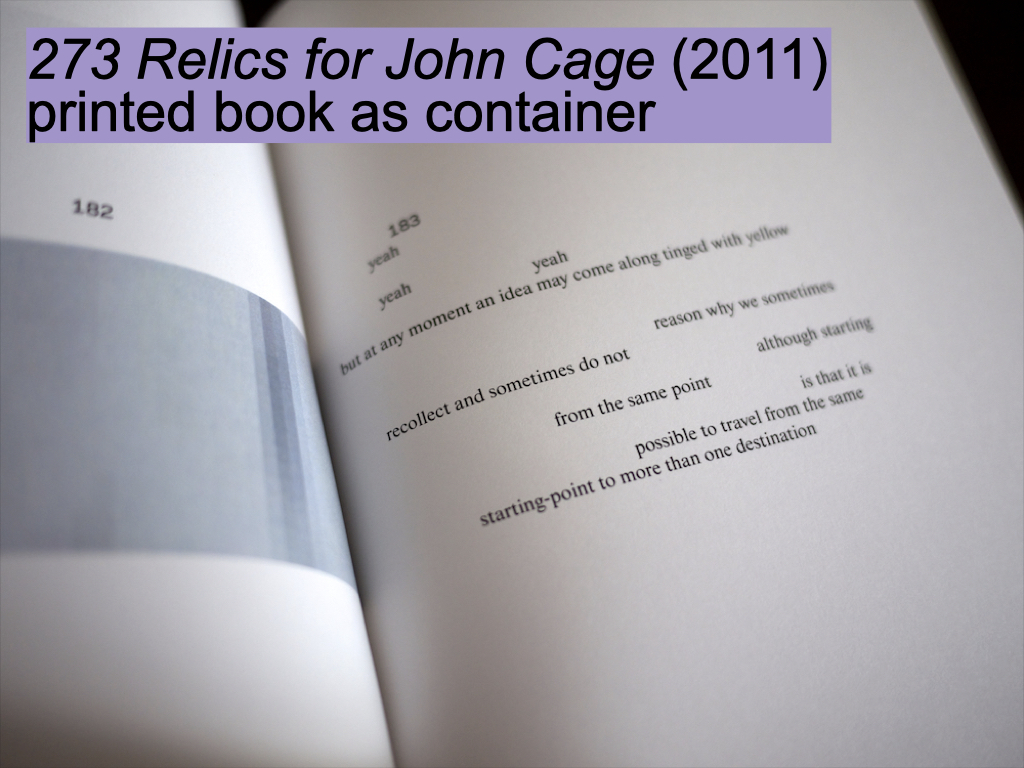 273 Relics for John Cage (2011)
printed book as container
182
183
yeah
yeah
yeah
but at any moment an idea may come along tinged with yellow
reason why we sometimes
recollect and sometimes do not
although starting
from the same point
is that it is
possible to travel from the same
starting-point to more than one destination